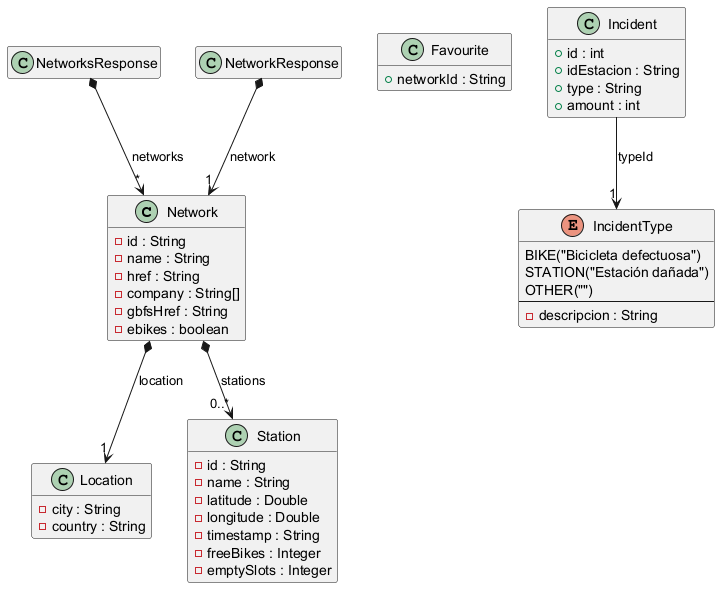 C NetworksResponse
C NetworkResponse
C Favourite
networkId : String
C Incident
id : int
idEstacion : String
type : String
amount : int
networks
*
network
1
typeId
1
C Network
id : String
name : String
href : String
company : String[]
gbfsHref : String
ebikes : boolean
E IncidentType
BIKE("Bicicleta defectuosa")
STATION("Estación dañada")
OTHER("")
descripcion : String
location
1
stations
0..*
C Location
city : String
country : String
C Station
id : String
name : String
latitude : Double
longitude : Double
timestamp : String
freeBikes : Integer
emptySlots : Integer